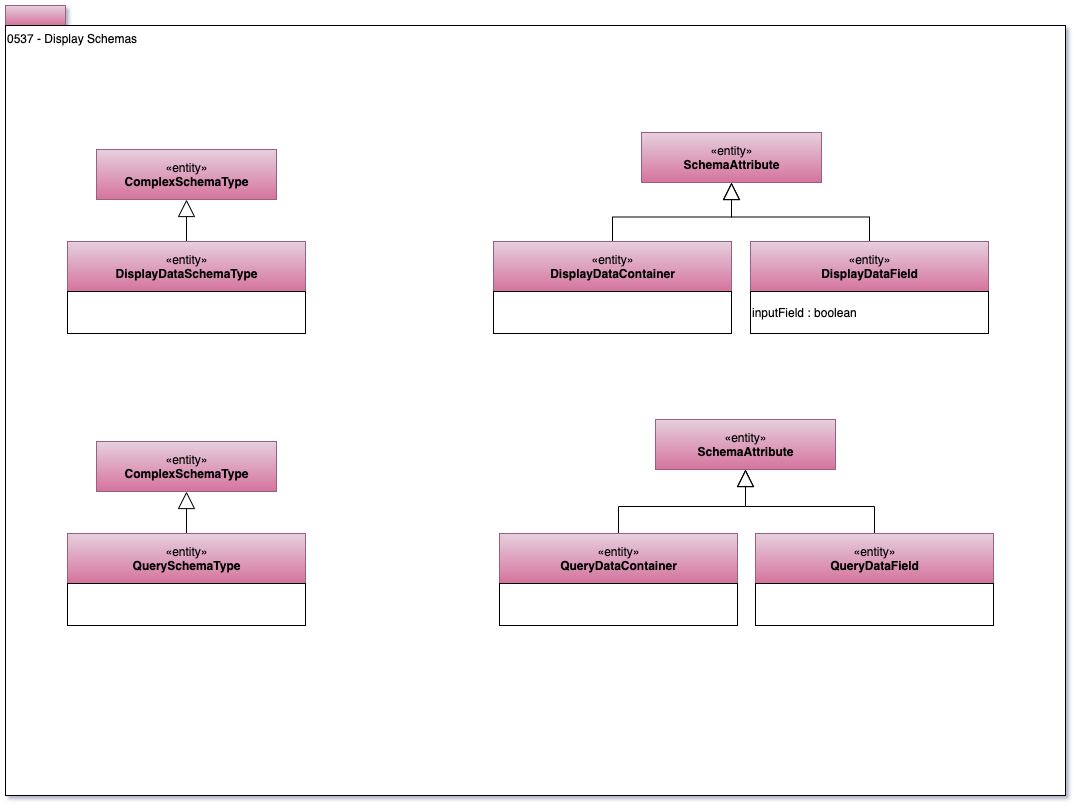 0537 - Display Schemas
«entity»
ComplexSchemaType
«entity»
SchemaAttribute
«entity»
DisplayDataSchemaType
«entity»
DisplayDataContainer
«entity»
DisplayDataField
inputField : boolean
«entity»
ComplexSchemaType
«entity»
SchemaAttribute
«entity»
QuerySchemaType
«entity»
QueryDataContainer
«entity»
QueryDataField